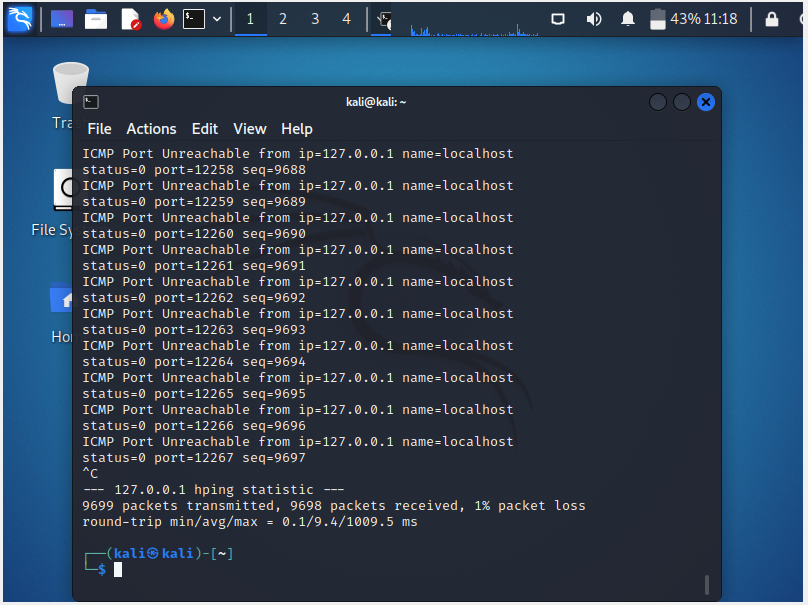 1 2 3 4 43% 11:18
kali@kali: ~
File Actions Edit View Help
ICMP Port Unreachable from ip=127.0.0.1 name=localhost
status=0 port=12258 seq=9688
ICMP Port Unreachable from ip=127.0.0.1 name=localhost
status=0 port=12259 seq=9689
ICMP Port Unreachable from ip=127.0.0.1 name=localhost
status=0 port=12260 seq=9690
ICMP Port Unreachable from ip=127.0.0.1 name=localhost
status=0 port=12261 seq=9691
ICMP Port Unreachable from ip=127.0.0.1 name=localhost
status=0 port=12262 seq=9692
ICMP Port Unreachable from ip=127.0.0.1 name=localhost
status=0 port=12263 seq=9693
ICMP Port Unreachable from ip=127.0.0.1 name=localhost
status=0 port=12264 seq=9694
ICMP Port Unreachable from ip=127.0.0.1 name=localhost
status=0 port=12265 seq=9695
ICMP Port Unreachable from ip=127.0.0.1 name=localhost
status=0 port=12266 seq=9696
ICMP Port Unreachable from ip=127.0.0.1 name=localhost
status=0 port=12267 seq=9697
^C
--- 127.0.0.1 hping statistic ---
9699 packets transmitted, 9698 packets received, 1% packet loss
round-trip min/avg/max = 0.1/9.4/1009.5 ms
┌──(kali㉿kali)-[~]
└─$
Tra
File Sy
Ho